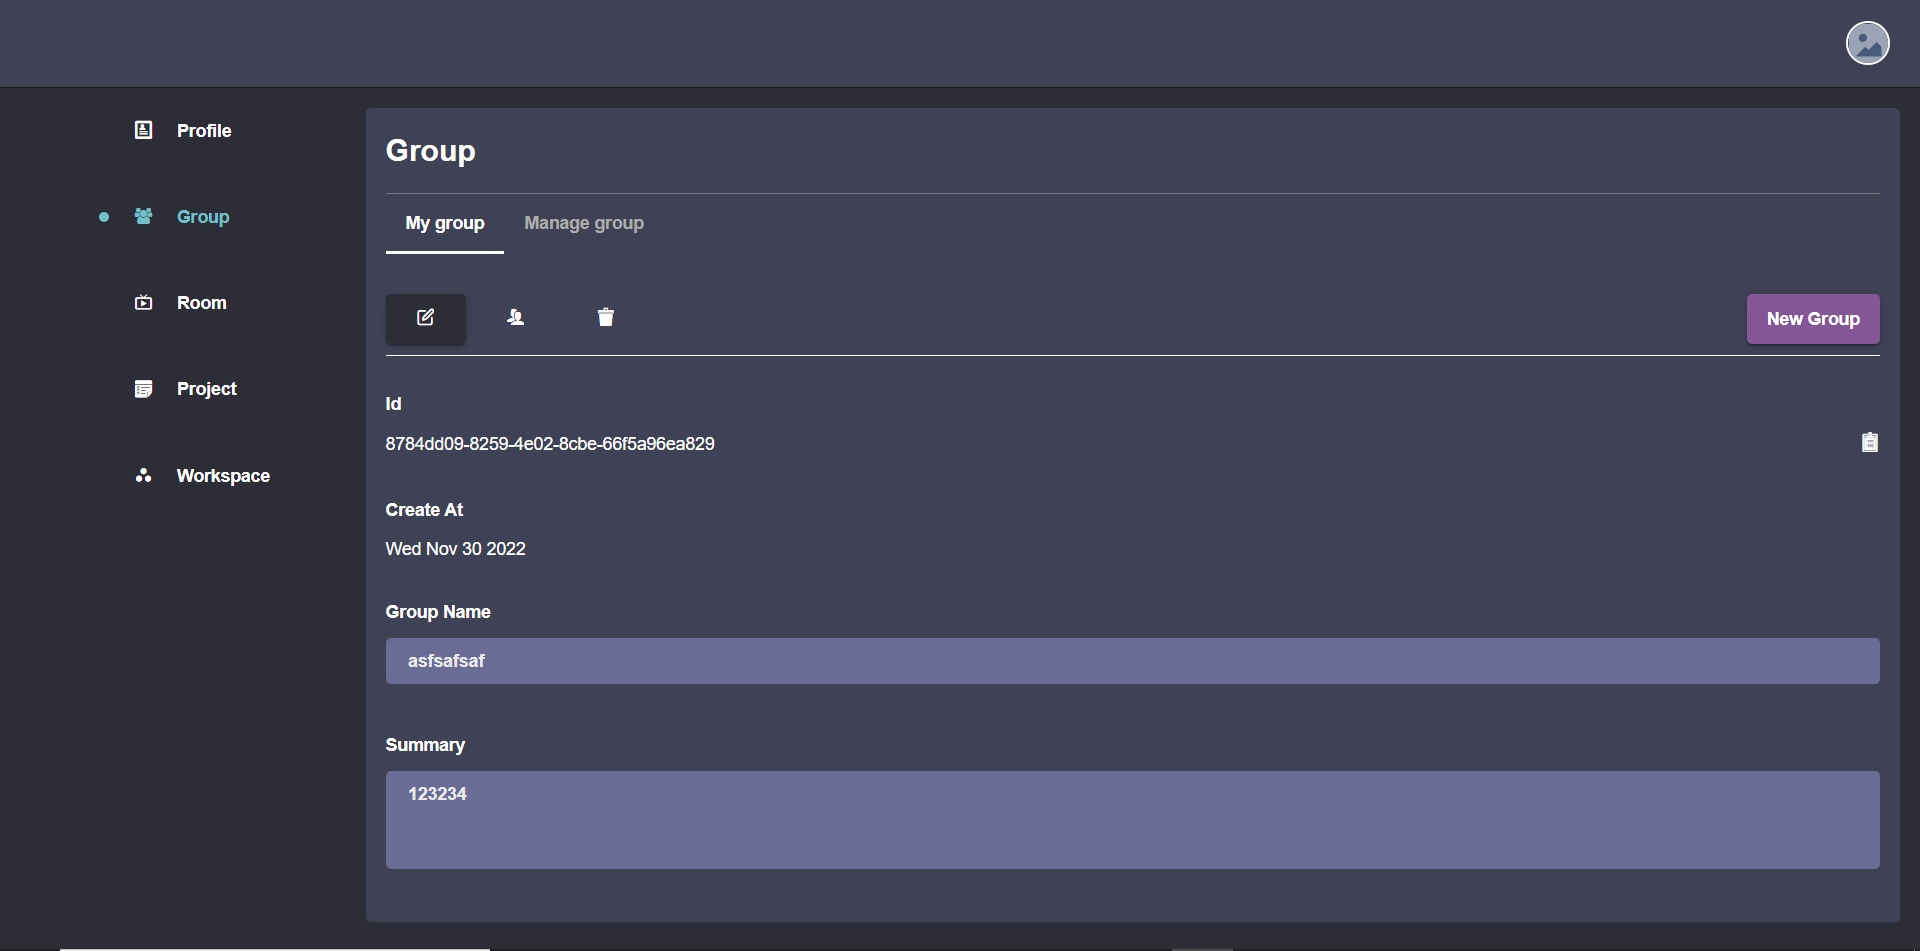 Profile
Group
Room
Project
Workspace
Group
My group
Manage group
New Group
Id
8784dd09-8259-4e02-8cbe-66f5a96ea829
Create At
Wed Nov 30 2022
Group Name
asfsafsaf
Summary
123234